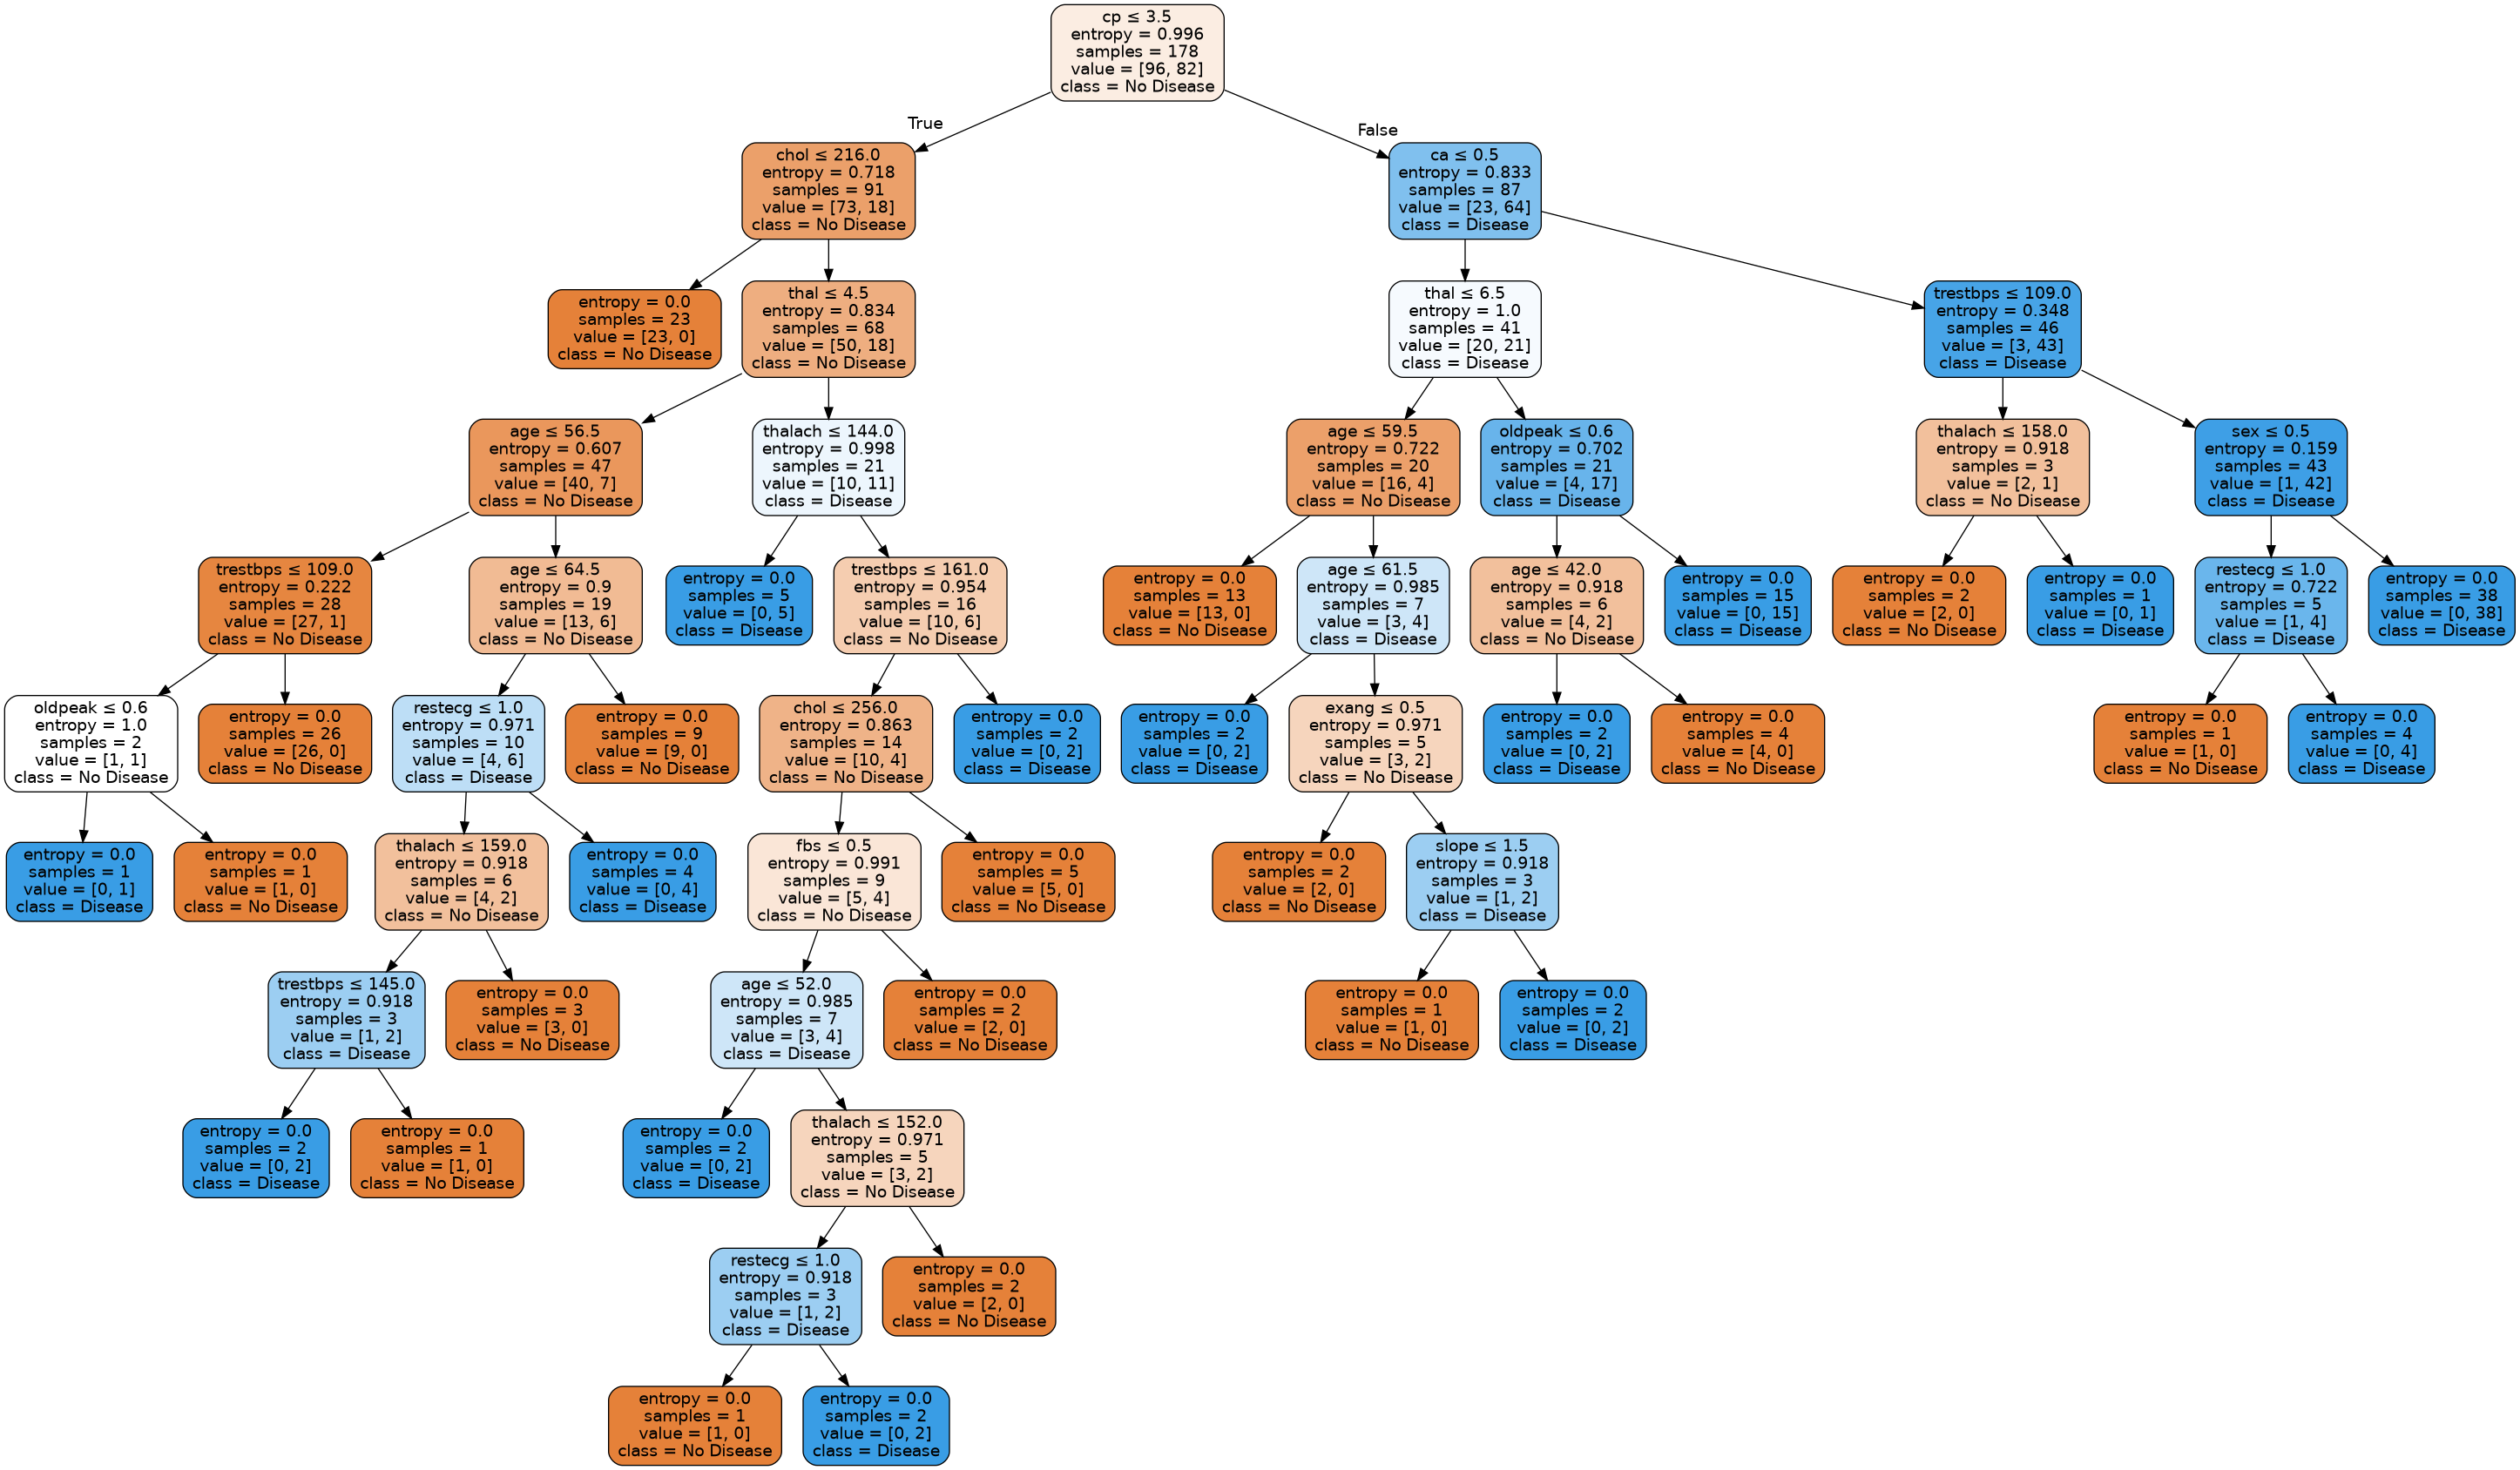 cp ≤ 3.5
entropy = 0.996
samples = 178
value = [96, 82]
class = No Disease
True
False
chol ≤ 216.0
entropy = 0.718
samples = 91
value = [73, 18]
class = No Disease
ca ≤ 0.5
entropy = 0.833
samples = 87
value = [23, 64]
class = Disease
entropy = 0.0
samples = 23
value = [23, 0]
class = No Disease
thal ≤ 4.5
entropy = 0.834
samples = 68
value = [50, 18]
class = No Disease
thal ≤ 6.5
entropy = 1.0
samples = 41
value = [20, 21]
class = Disease
trestbps ≤ 109.0
entropy = 0.348
samples = 46
value = [3, 43]
class = Disease
age ≤ 56.5
entropy = 0.607
samples = 47
value = [40, 7]
class = No Disease
thalach ≤ 144.0
entropy = 0.998
samples = 21
value = [10, 11]
class = Disease
age ≤ 59.5
entropy = 0.722
samples = 20
value = [16, 4]
class = No Disease
oldpeak ≤ 0.6
entropy = 0.702
samples = 21
value = [4, 17]
class = Disease
thalach ≤ 158.0
entropy = 0.918
samples = 3
value = [2, 1]
class = No Disease
sex ≤ 0.5
entropy = 0.159
samples = 43
value = [1, 42]
class = Disease
trestbps ≤ 109.0
entropy = 0.222
samples = 28
value = [27, 1]
class = No Disease
age ≤ 64.5
entropy = 0.9
samples = 19
value = [13, 6]
class = No Disease
entropy = 0.0
samples = 5
value = [0, 5]
class = Disease
trestbps ≤ 161.0
entropy = 0.954
samples = 16
value = [10, 6]
class = No Disease
entropy = 0.0
samples = 13
value = [13, 0]
class = No Disease
age ≤ 61.5
entropy = 0.985
samples = 7
value = [3, 4]
class = Disease
age ≤ 42.0
entropy = 0.918
samples = 6
value = [4, 2]
class = No Disease
entropy = 0.0
samples = 15
value = [0, 15]
class = Disease
entropy = 0.0
samples = 2
value = [2, 0]
class = No Disease
entropy = 0.0
samples = 1
value = [0, 1]
class = Disease
restecg ≤ 1.0
entropy = 0.722
samples = 5
value = [1, 4]
class = Disease
entropy = 0.0
samples = 38
value = [0, 38]
class = Disease
oldpeak ≤ 0.6
entropy = 1.0
samples = 2
value = [1, 1]
class = No Disease
entropy = 0.0
samples = 26
value = [26, 0]
class = No Disease
restecg ≤ 1.0
entropy = 0.971
samples = 10
value = [4, 6]
class = Disease
entropy = 0.0
samples = 9
value = [9, 0]
class = No Disease
chol ≤ 256.0
entropy = 0.863
samples = 14
value = [10, 4]
class = No Disease
entropy = 0.0
samples = 2
value = [0, 2]
class = Disease
entropy = 0.0
samples = 2
value = [0, 2]
class = Disease
exang ≤ 0.5
entropy = 0.971
samples = 5
value = [3, 2]
class = No Disease
entropy = 0.0
samples = 2
value = [0, 2]
class = Disease
entropy = 0.0
samples = 4
value = [4, 0]
class = No Disease
entropy = 0.0
samples = 1
value = [1, 0]
class = No Disease
entropy = 0.0
samples = 4
value = [0, 4]
class = Disease
entropy = 0.0
samples = 1
value = [0, 1]
class = Disease
entropy = 0.0
samples = 1
value = [1, 0]
class = No Disease
thalach ≤ 159.0
entropy = 0.918
samples = 6
value = [4, 2]
class = No Disease
entropy = 0.0
samples = 4
value = [0, 4]
class = Disease
fbs ≤ 0.5
entropy = 0.991
samples = 9
value = [5, 4]
class = No Disease
entropy = 0.0
samples = 5
value = [5, 0]
class = No Disease
entropy = 0.0
samples = 2
value = [2, 0]
class = No Disease
slope ≤ 1.5
entropy = 0.918
samples = 3
value = [1, 2]
class = Disease
trestbps ≤ 145.0
entropy = 0.918
samples = 3
value = [1, 2]
class = Disease
entropy = 0.0
samples = 3
value = [3, 0]
class = No Disease
age ≤ 52.0
entropy = 0.985
samples = 7
value = [3, 4]
class = Disease
entropy = 0.0
samples = 2
value = [2, 0]
class = No Disease
entropy = 0.0
samples = 1
value = [1, 0]
class = No Disease
entropy = 0.0
samples = 2
value = [0, 2]
class = Disease
entropy = 0.0
samples = 2
value = [0, 2]
class = Disease
entropy = 0.0
samples = 1
value = [1, 0]
class = No Disease
entropy = 0.0
samples = 2
value = [0, 2]
class = Disease
thalach ≤ 152.0
entropy = 0.971
samples = 5
value = [3, 2]
class = No Disease
restecg ≤ 1.0
entropy = 0.918
samples = 3
value = [1, 2]
class = Disease
entropy = 0.0
samples = 2
value = [2, 0]
class = No Disease
entropy = 0.0
samples = 1
value = [1, 0]
class = No Disease
entropy = 0.0
samples = 2
value = [0, 2]
class = Disease